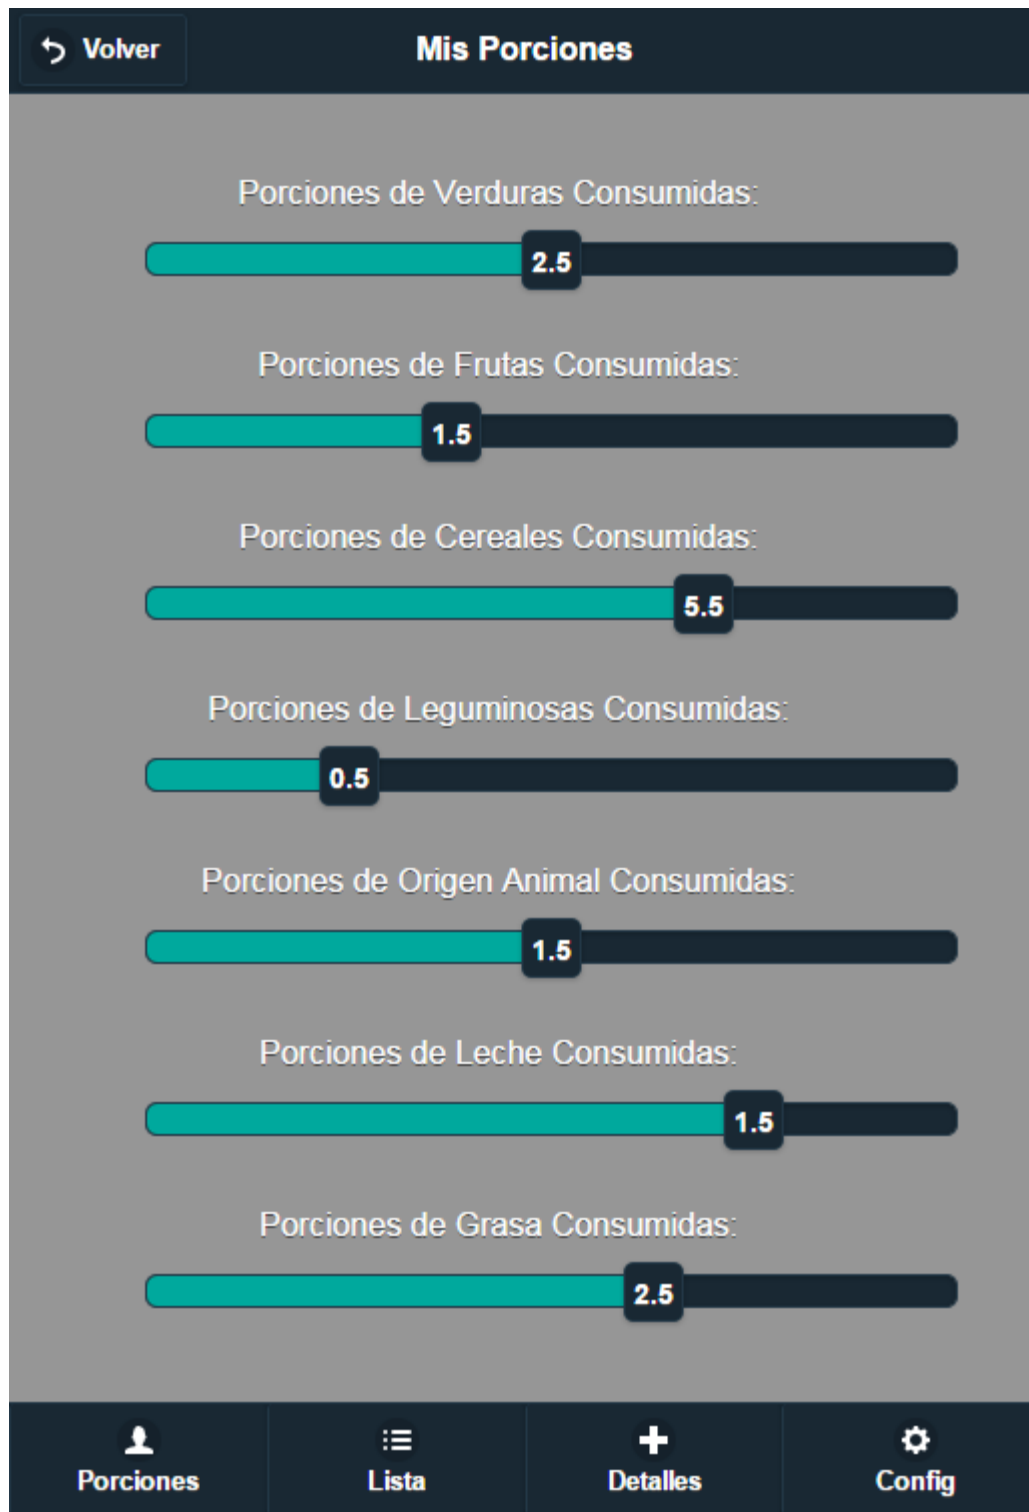 Volver
Mis Porciones
Porciones de Verduras Consumidas:
2.5
Porciones de Frutas Consumidas:
1.5
Porciones de Cereales Consumidas:
5.5
Porciones de Leguminosas Consumidas:
0.5
Porciones de Origen Animal Consumidas:
1.5
Porciones de Leche Consumidas:
1.5
Porciones de Grasa Consumidas:
2.5
Porciones
Lista
Detalles
Config